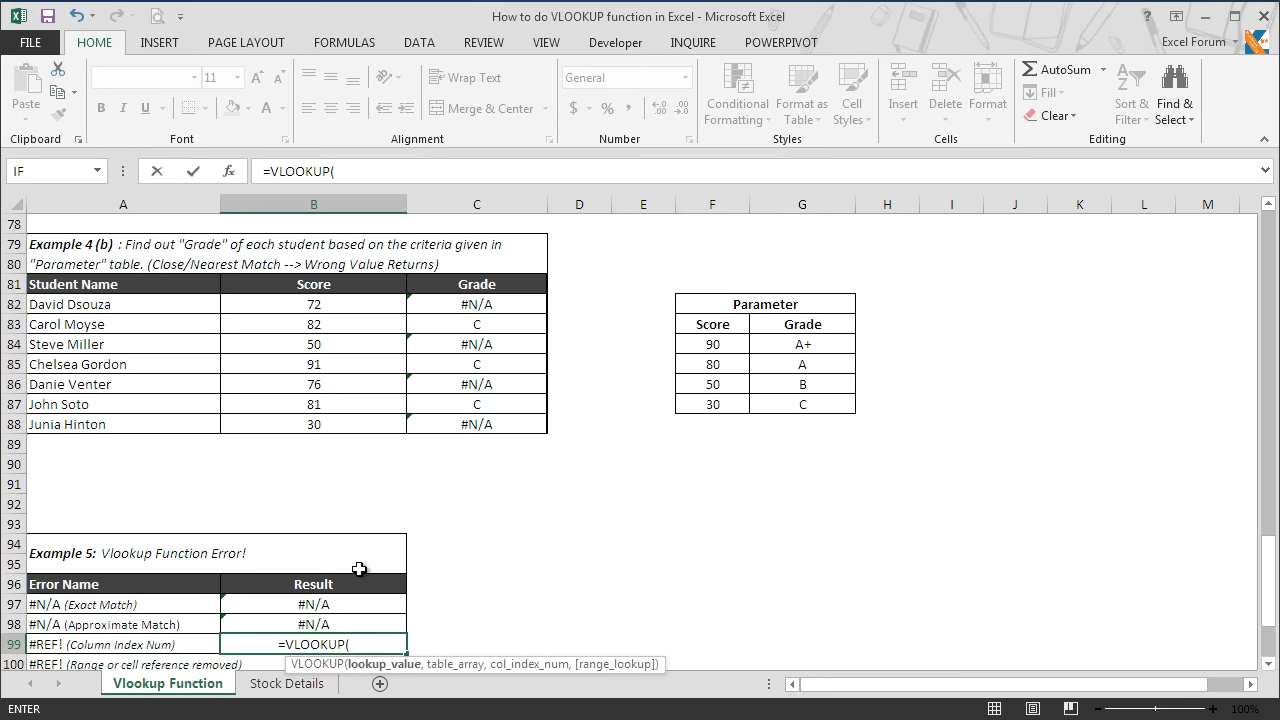 How to do VLOOKUP function in Excel - Microsoft Excel
FILE HOME INSERT PAGE LAYOUT FORMULAS DATA REVIEW VIEW Developer INQUIRE POWERPIVOT Excel Forum
Paste
11
B I U A
Clipboard
Font
Wrap Text
Merge & Center
Alignment
General
$ % ,
Number
Conditional Formatting
Format as Table
Cell Styles
Styles
Insert
Delete
Format
Cells
AutoSum
Fill
Clear
Sort & Filter
Find & Select
Editing
IF fx =VLOOKUP(
A B C D E F G H I J K L M
78
79 Example 4 (b) : Find out "Grade" of each student based on the criteria given in
80 "Parameter" table. (Close/Nearest Match --> Wrong Value Returns)
81 Student Name Score Grade
82 David Dsouza 72 #N/A Parameter
83 Carol Moyse 82 C Score Grade
84 Steve Miller 50 #N/A 90 A+
85 Chelsea Gordon 91 C 80 A
86 Danie Venter 76 #N/A 50 B
87 John Soto 81 C 30 C
88 Junia Hinton 30 #N/A
89
90
91
92
93
94
Example 5: Vlookup Function Error!
95
96 Error Name Result
97 #N/A (Exact Match) #N/A
98 #N/A (Approximate Match) #N/A
99 #REF! (Column Index Num) =VLOOKUP(
100 #REF! (Range or cell reference removed)
VLOOKUP(lookup_value, table_array, col_index_num, [range_lookup])
Vlookup Function Stock Details
ENTER 100%